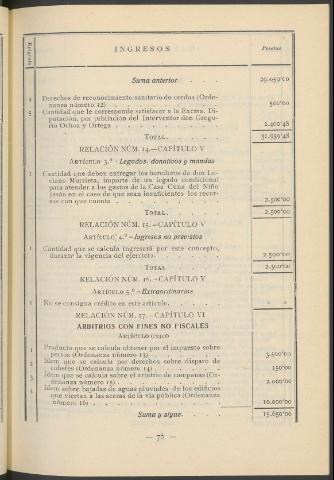 Epígrafe
INGRESOS
Pesetas
Suma anterior. 29.059'00
4 Derechos de reconocimiento sanitario de cerdos (Ordenanza número 12) 500'00
5 Cantidad que le corresponde satisfacer a la Excma. Diputación, por jubilación del Interventor don Gregorio Ochoa y Ortega 2.400'48
TOTAL. 31.959'48
RELACIÓN NÚM. 14.—CAPÍTULO V
ARTÍCULO 3.º - Legados, donativos y mandas
1 Cantidad que deben entregar los herederos de don Luciano Murrieta, importe de un legado condicional
para atender a los gastos de la Casa Cuna del Niño
Jesús en el caso de que sean insuficientes los recursos con que cuenta 2.500'00
TOTAL. 2.500'00
RELACIÓN NÚM. 15.—CAPÍTULO V
ARTÍCULO 4.º—Ingresos no previstos
1 Cantidad que se calcula ingresará por este concepto,
durante la vigencia del ejercicio. 2.500'00
TOTAL 2.500'00
RELACIÓN NÚM. 16.—CAPÍTULO V
ARTÍCULO 5.º—Extraordinarios
1 No se consigna crédito en este artículo. » »
RELACIÓN NÚM. 17.—CAPÍTULO VI
ARBITRIOS CON FINES NO FISCALES
ARTÍCULO ÚNICO
1 Producto que se calcula obtener por el impuesto sobre
perros (Ordenanza número 13) 3.500'00
2 Idem que se calcula por derechos sobre disparo de
cohetes (Ordenanza número 14) 150'00
3 Idem que se calcula sobre el arbitrio de campanas (Ordenanza número 15) 2.000'00
4 Idem sobre bajadas de aguas pluviales de los edificios
que viertan a las aceras de la vía pública (Ordenanza
número 16) 10.000'00
Suma y sigue. 15.650'00
— 78 —